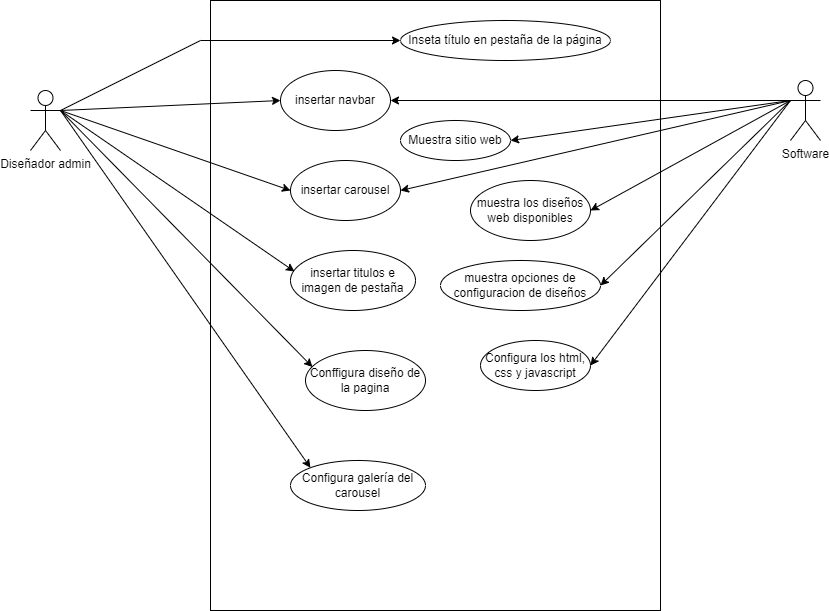 Inseta título en pestaña de la página
insertar navbar
Muestra sitio web
Diseñador admin
Software
insertar carousel
muestra los diseños
web disponibles
insertar titulos e
imagen de pestaña
muestra opciones de
configuracion de diseños
Configura los html,
css y javascript
Conffigura diseño de
la pagina
Configura galería del
carousel